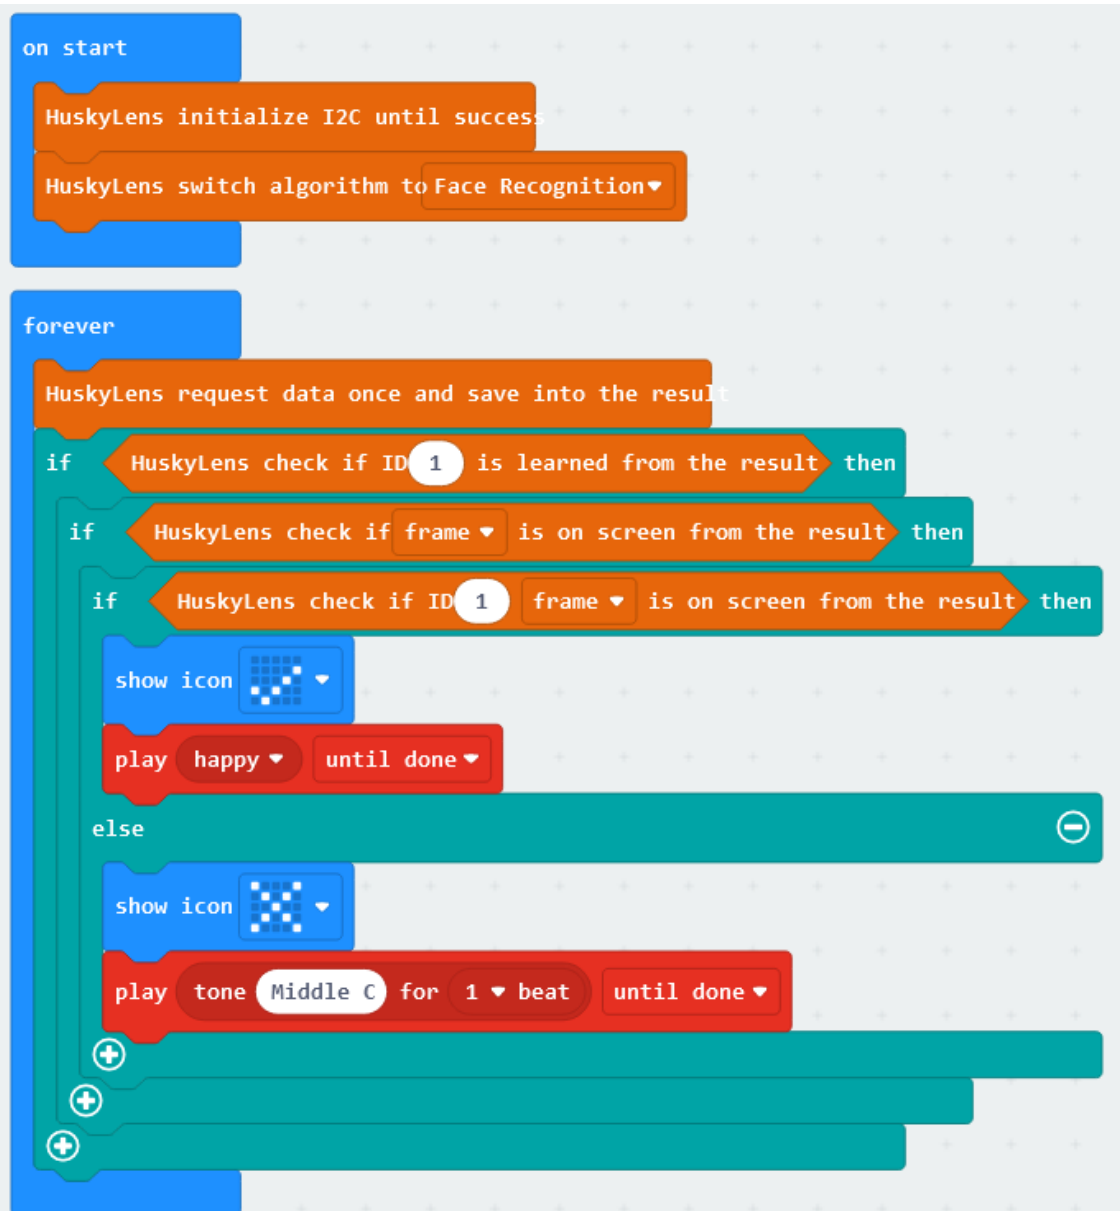 on start
HuskyLens initialize I2C until success
HuskyLens switch algorithm to Face Recognition
forever
HuskyLens request data once and save into the result
if HuskyLens check if ID 1 is learned from the result then
if HuskyLens check if frame is on screen from the result then
if HuskyLens check if ID 1 frame is on screen from the result then
show icon
play happy until done
else
show icon
play tone Middle C for 1 beat until done